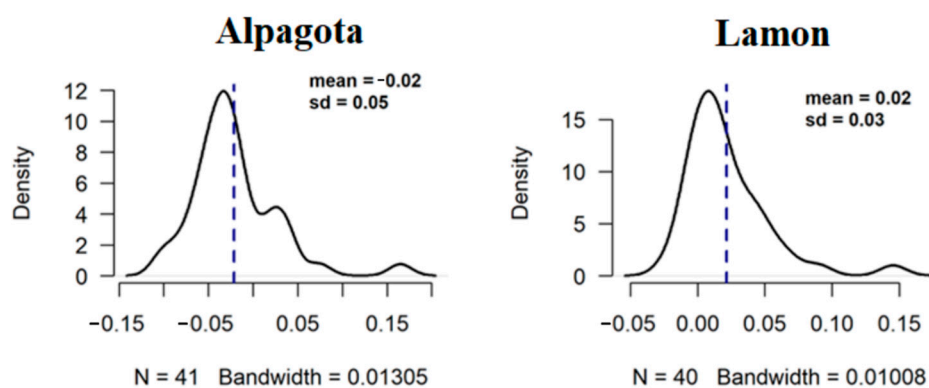 Alpagota
mean = -0.02
sd = 0.05
Density
12
10
8
6
4
2
0
−0.15 −0.05 0.05 0.15
N = 41 Bandwidth = 0.01305
Lamon
mean = 0.02
sd = 0.03
Density
15
10
5
0
−0.05 0.00 0.05 0.10 0.15
N = 40 Bandwidth = 0.01008